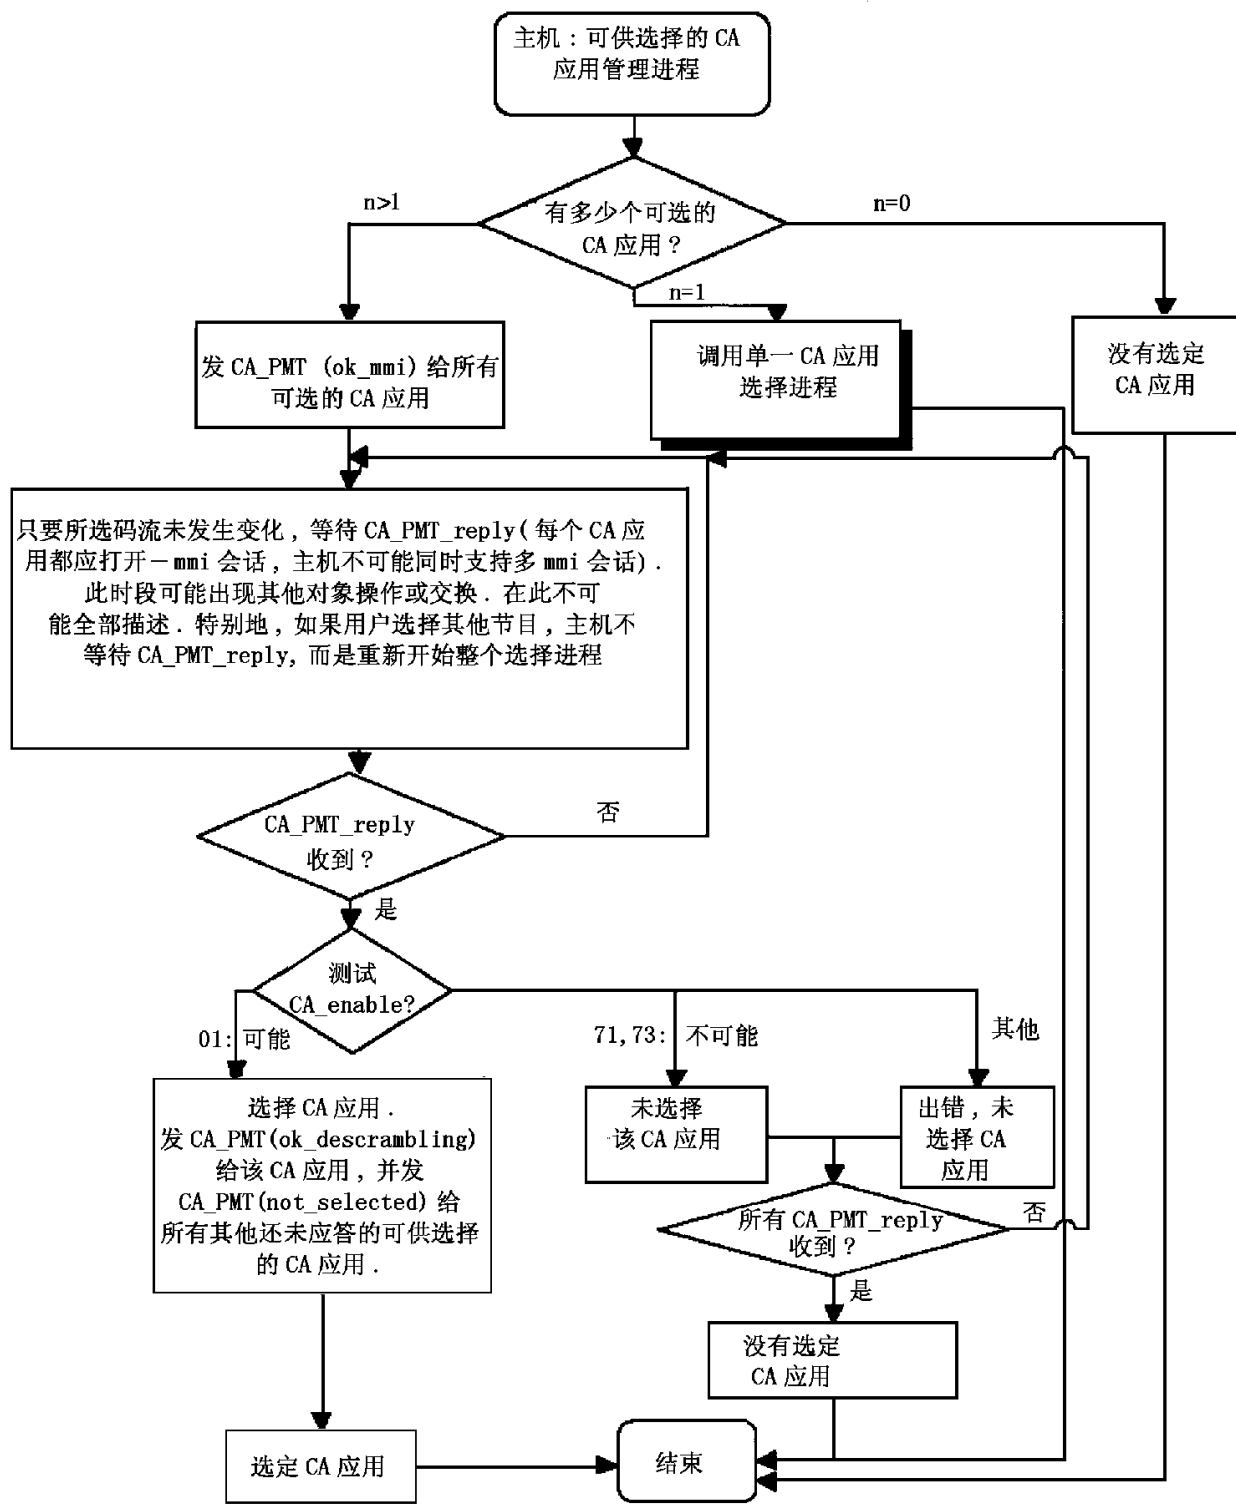 主机：可供选择的 CA
应用管理进程
n>1
有多少个可选的
CA 应用？
n=0
n=1
发 CA_PMT (ok_mmi) 给所有
可选的 CA 应用
调用单一 CA 应用
选择进程
没有选定
CA 应用
只要所选码流未发生变化，等待 CA_PMT_reply(每个 CA 应
用都应打开一 mmi 会话，主机不可能同时支持多 mmi 会话).
此时段可能出现其他对象操作或交换．在此不可
能全部描述．特别地，如果用户选择其他节目，主机不
等待 CA_PMT_reply, 而是重新开始整个选择进程
CA_PMT_reply
收到？
否
是
测试
CA_enable?
01: 可能
71,73: 不可能
其他
选择 CA 应用．
发 CA_PMT(ok_descrambling)
给该 CA 应用，并发
CA_PMT(not_selected) 给
所有其他还未应答的可供选择
的 CA 应用．
未选择
该 CA 应用
出错，未
选择 CA
应用
所有 CA_PMT_reply
收到？
否
是
没有选定
CA 应用
选定 CA 应用
结束